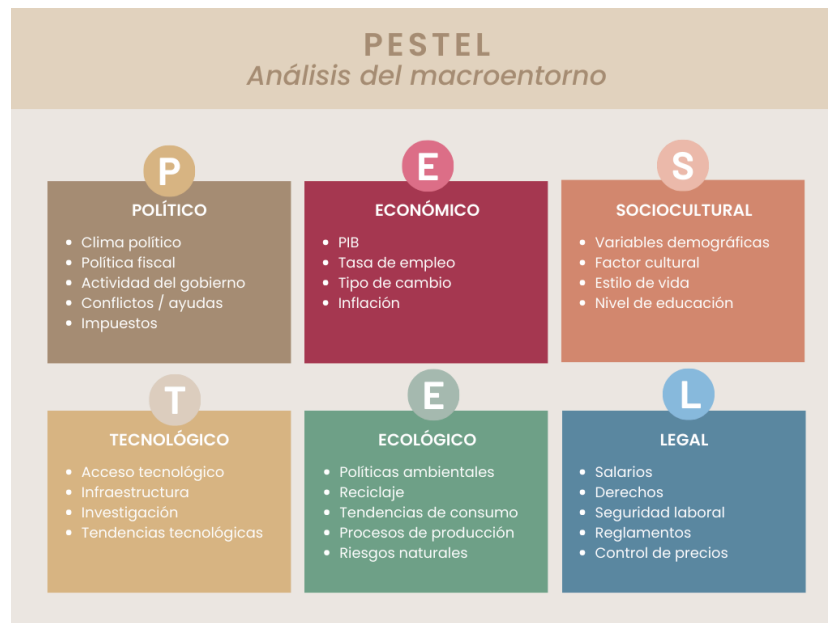 PESTEL
Análisis del macroentorno
P
POLÍTICO
• Clima político
• Política fiscal
• Actividad del gobierno
• Conflictos / ayudas
• Impuestos
E
ECONÓMICO
• PIB
• Tasa de empleo
• Tipo de cambio
• Inflación
S
SOCIOCULTURAL
• Variables demográficas
• Factor cultural
• Estilo de vida
• Nivel de educación
T
TECNOLÓGICO
• Acceso tecnológico
• Infraestructura
• Investigación
• Tendencias tecnológicas
E
ECOLÓGICO
• Políticas ambientales
• Reciclaje
• Tendencias de consumo
• Procesos de producción
• Riesgos naturales
L
LEGAL
• Salarios
• Derechos
• Seguridad laboral
• Reglamentos
• Control de precios